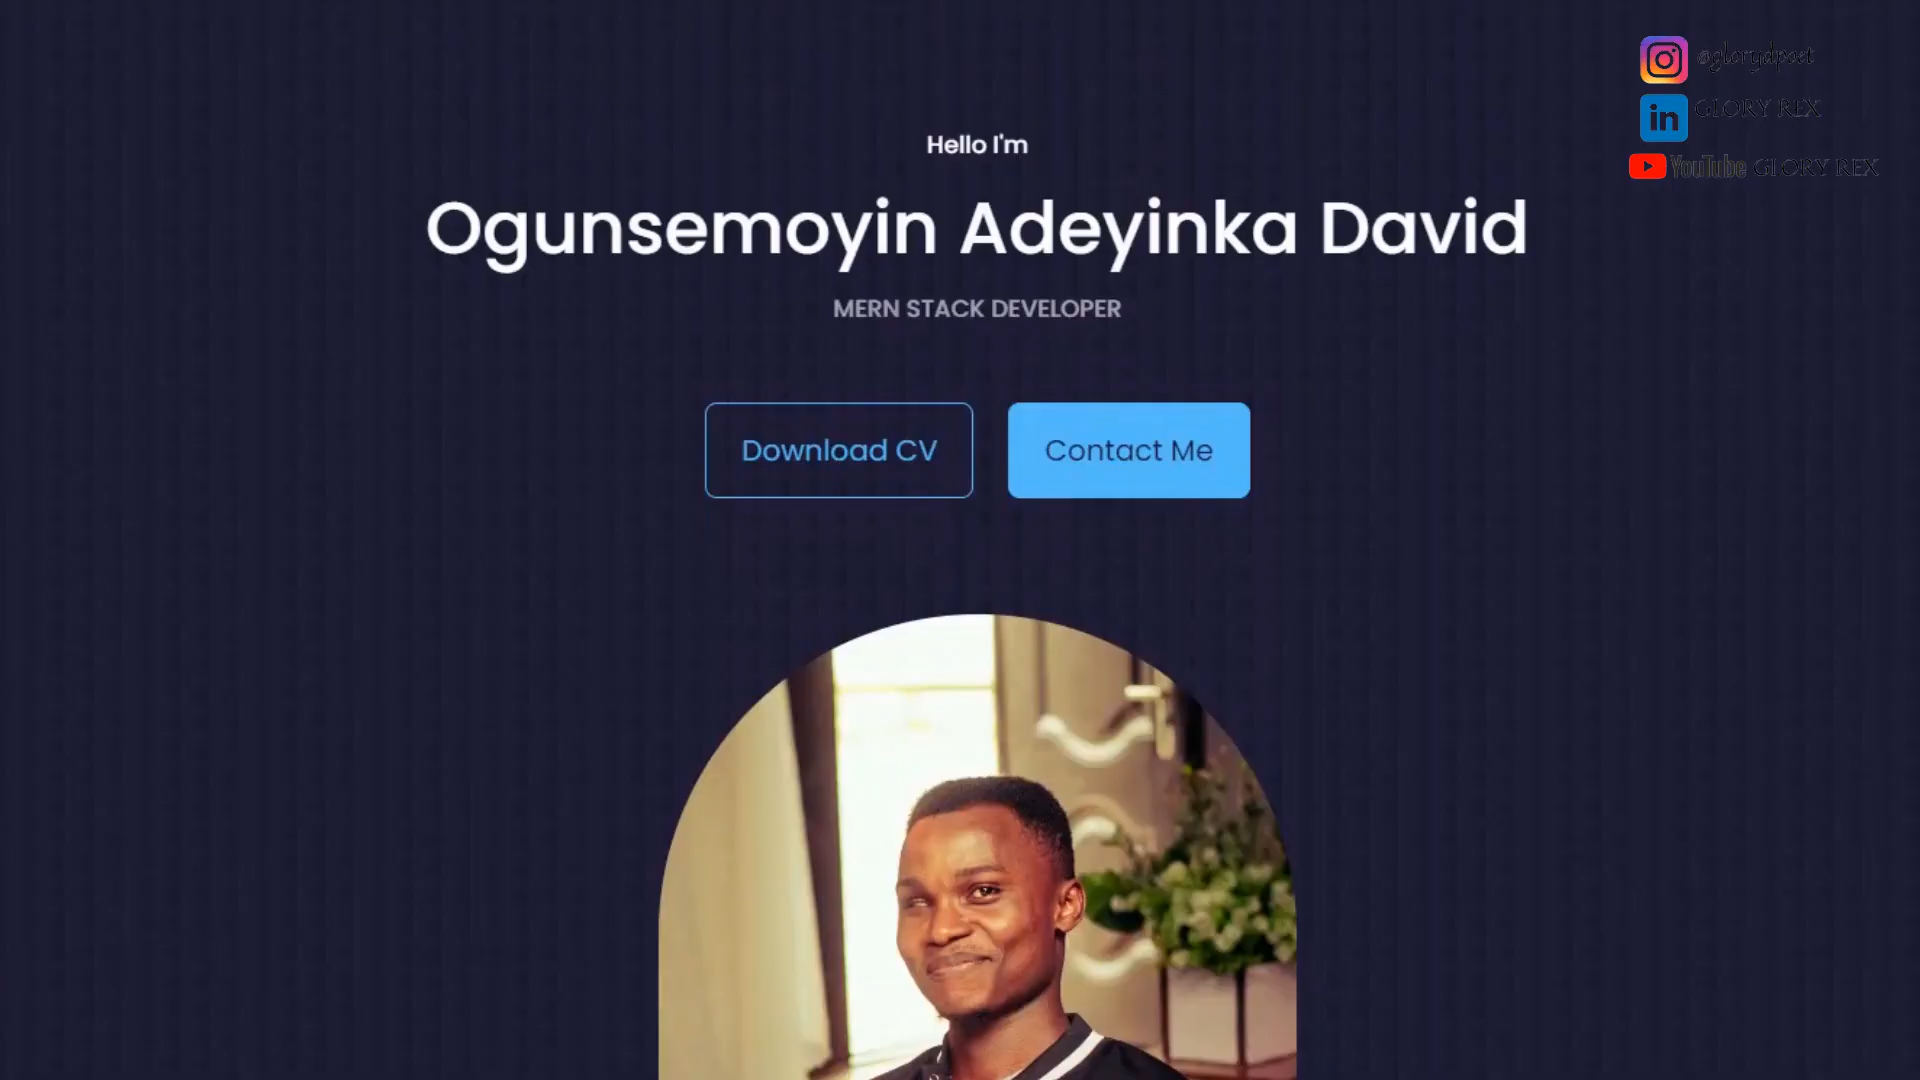 @glorydpoet
GLORY REX
YouTube GLORY REX
Hello I'm
Ogunsemoyin Adeyinka David
MERN STACK DEVELOPER
Download CV
Contact Me